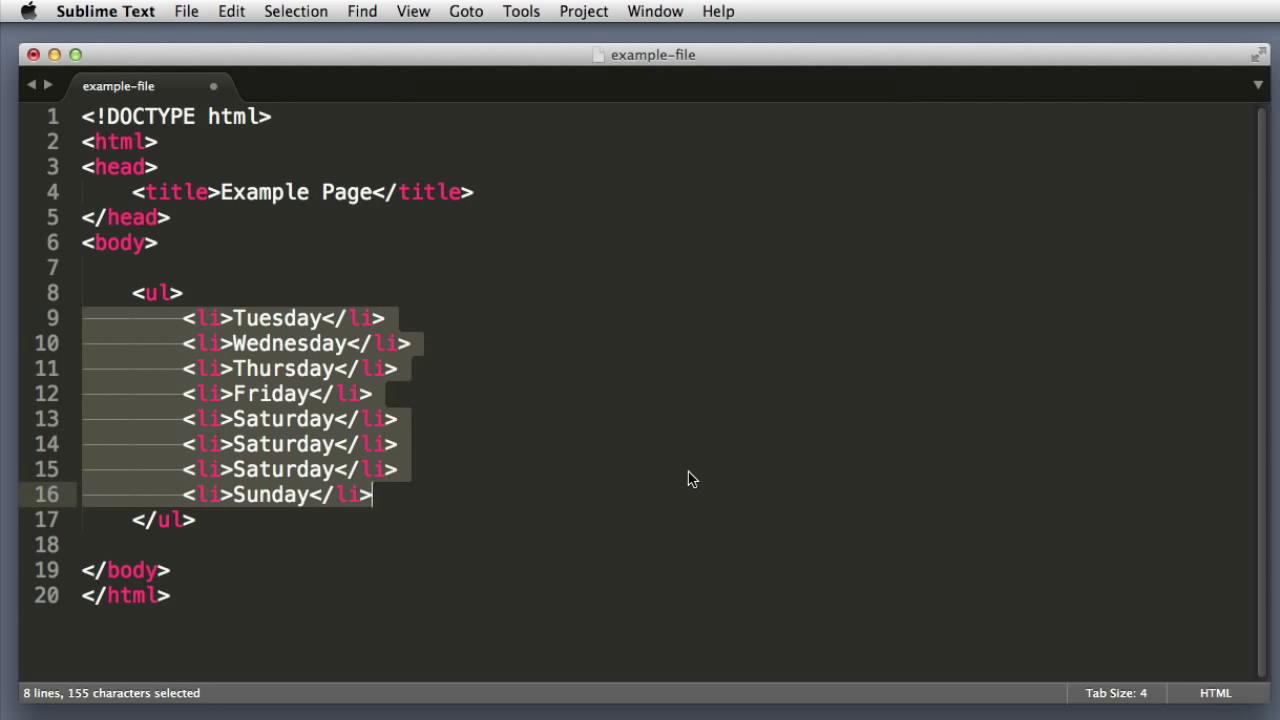 Sublime Text File Edit Selection Find View Goto Tools Project Window Help
example-file
example-file
1 <!DOCTYPE html>
2 <html>
3 <head>
4 <title>Example Page</title>
5 </head>
6 <body>
7
8 <ul>
9 <li>Tuesday</li>
10 <li>Wednesday</li>
11 <li>Thursday</li>
12 <li>Friday</li>
13 <li>Saturday</li>
14 <li>Saturday</li>
15 <li>Saturday</li>
16 <li>Sunday</li>
17 </ul>
18
19 </body>
20 </html>
8 lines, 155 characters selected Tab Size: 4 HTML